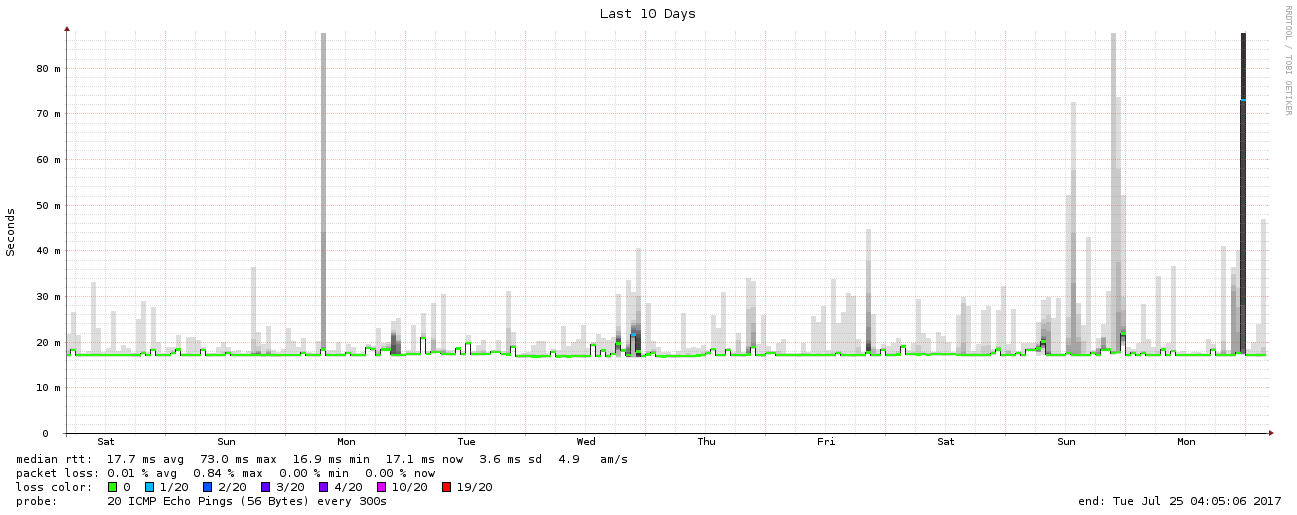 Last 10 Days
RRDTOOL / TOBI OETIKER
Seconds
80 m
70 m
60 m
50 m
40 m
30 m
20 m
10 m
0
Sat Sun Mon Tue Wed Thu Fri Sat Sun Mon
median rtt: 17.7 ms avg 73.0 ms max 16.9 ms min 17.1 ms now 3.6 ms sd 4.9 am/s
packet loss: 0.01 % avg 0.84 % max 0.00 % min 0.00 % now
loss color: 0 1/20 2/20 3/20 4/20 10/20 19/20
probe: 20 ICMP Echo Pings (56 Bytes) every 300s
end: Tue Jul 25 04:05:06 2017